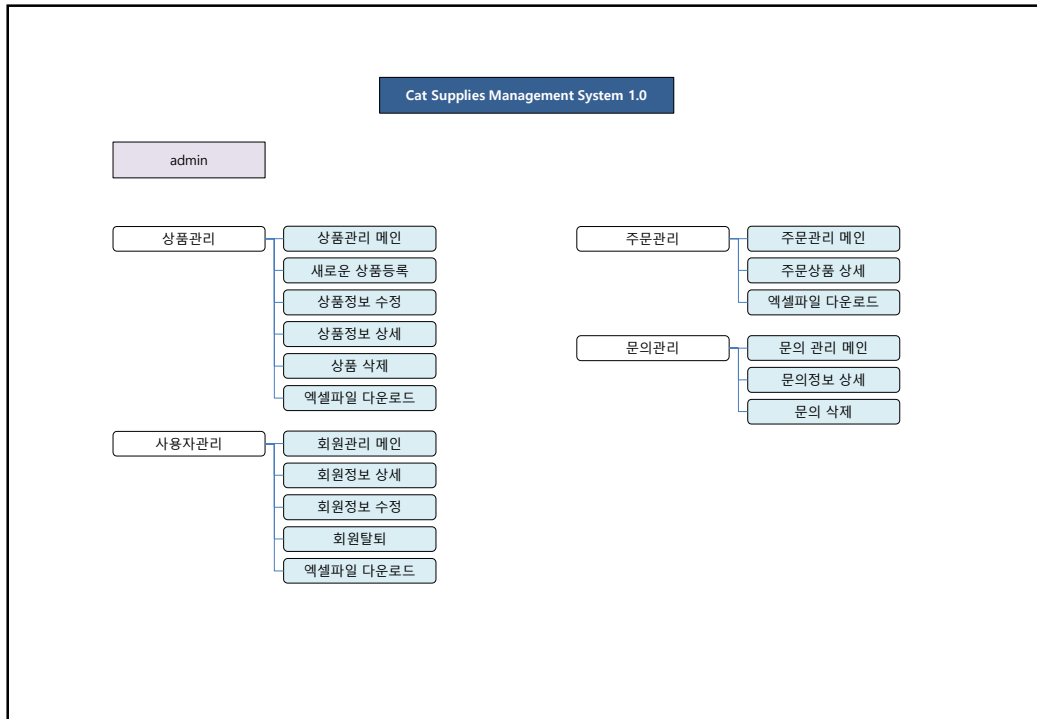 Cat Supplies Management System 1.0
admin
상품관리
상품관리 메인
새로운 상품등록
상품정보 수정
상품정보 상세
상품 삭제
엑셀파일 다운로드
사용자관리
회원관리 메인
회원정보 상세
회원정보 수정
회원탈퇴
엑셀파일 다운로드
주문관리
주문관리 메인
주문상품 상세
엑셀파일 다운로드
문의관리
문의 관리 메인
문의정보 상세
문의 삭제